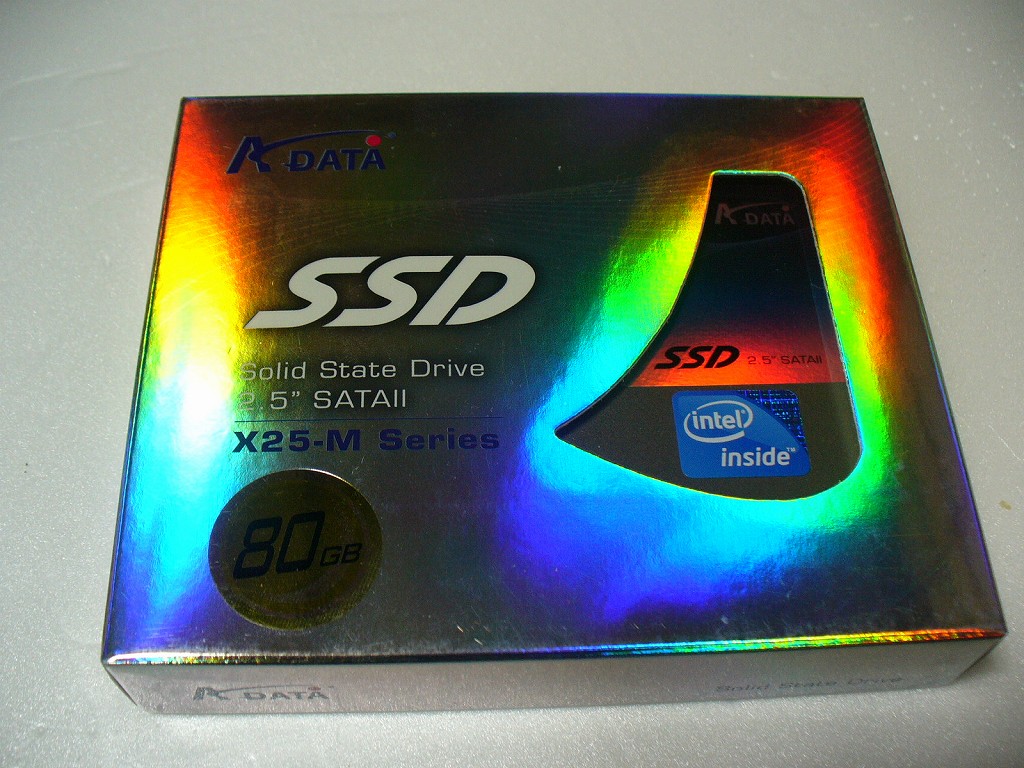 A DATA
SSD
Solid State Drive
2.5" SATAII
X25-M Series
80GB
A DATA
SSD 2.5" SATAII
intel
inside™
A DATA
Solid State Drive